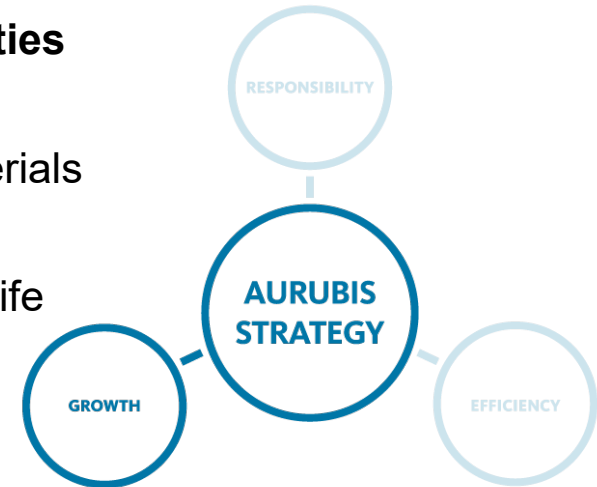 ties
RESPONSIBILITY
erials
ife
AURUBIS
STRATEGY
GROWTH
EFFICIENCY